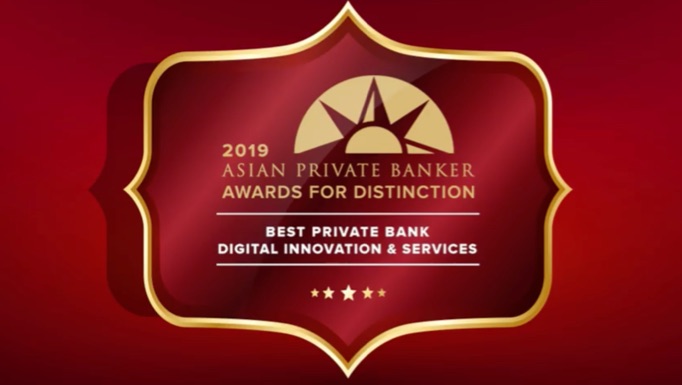 2019
ASIAN PRIVATE BANKER
AWARDS FOR DISTINCTION
BEST PRIVATE BANK
DIGITAL INNOVATION & SERVICES